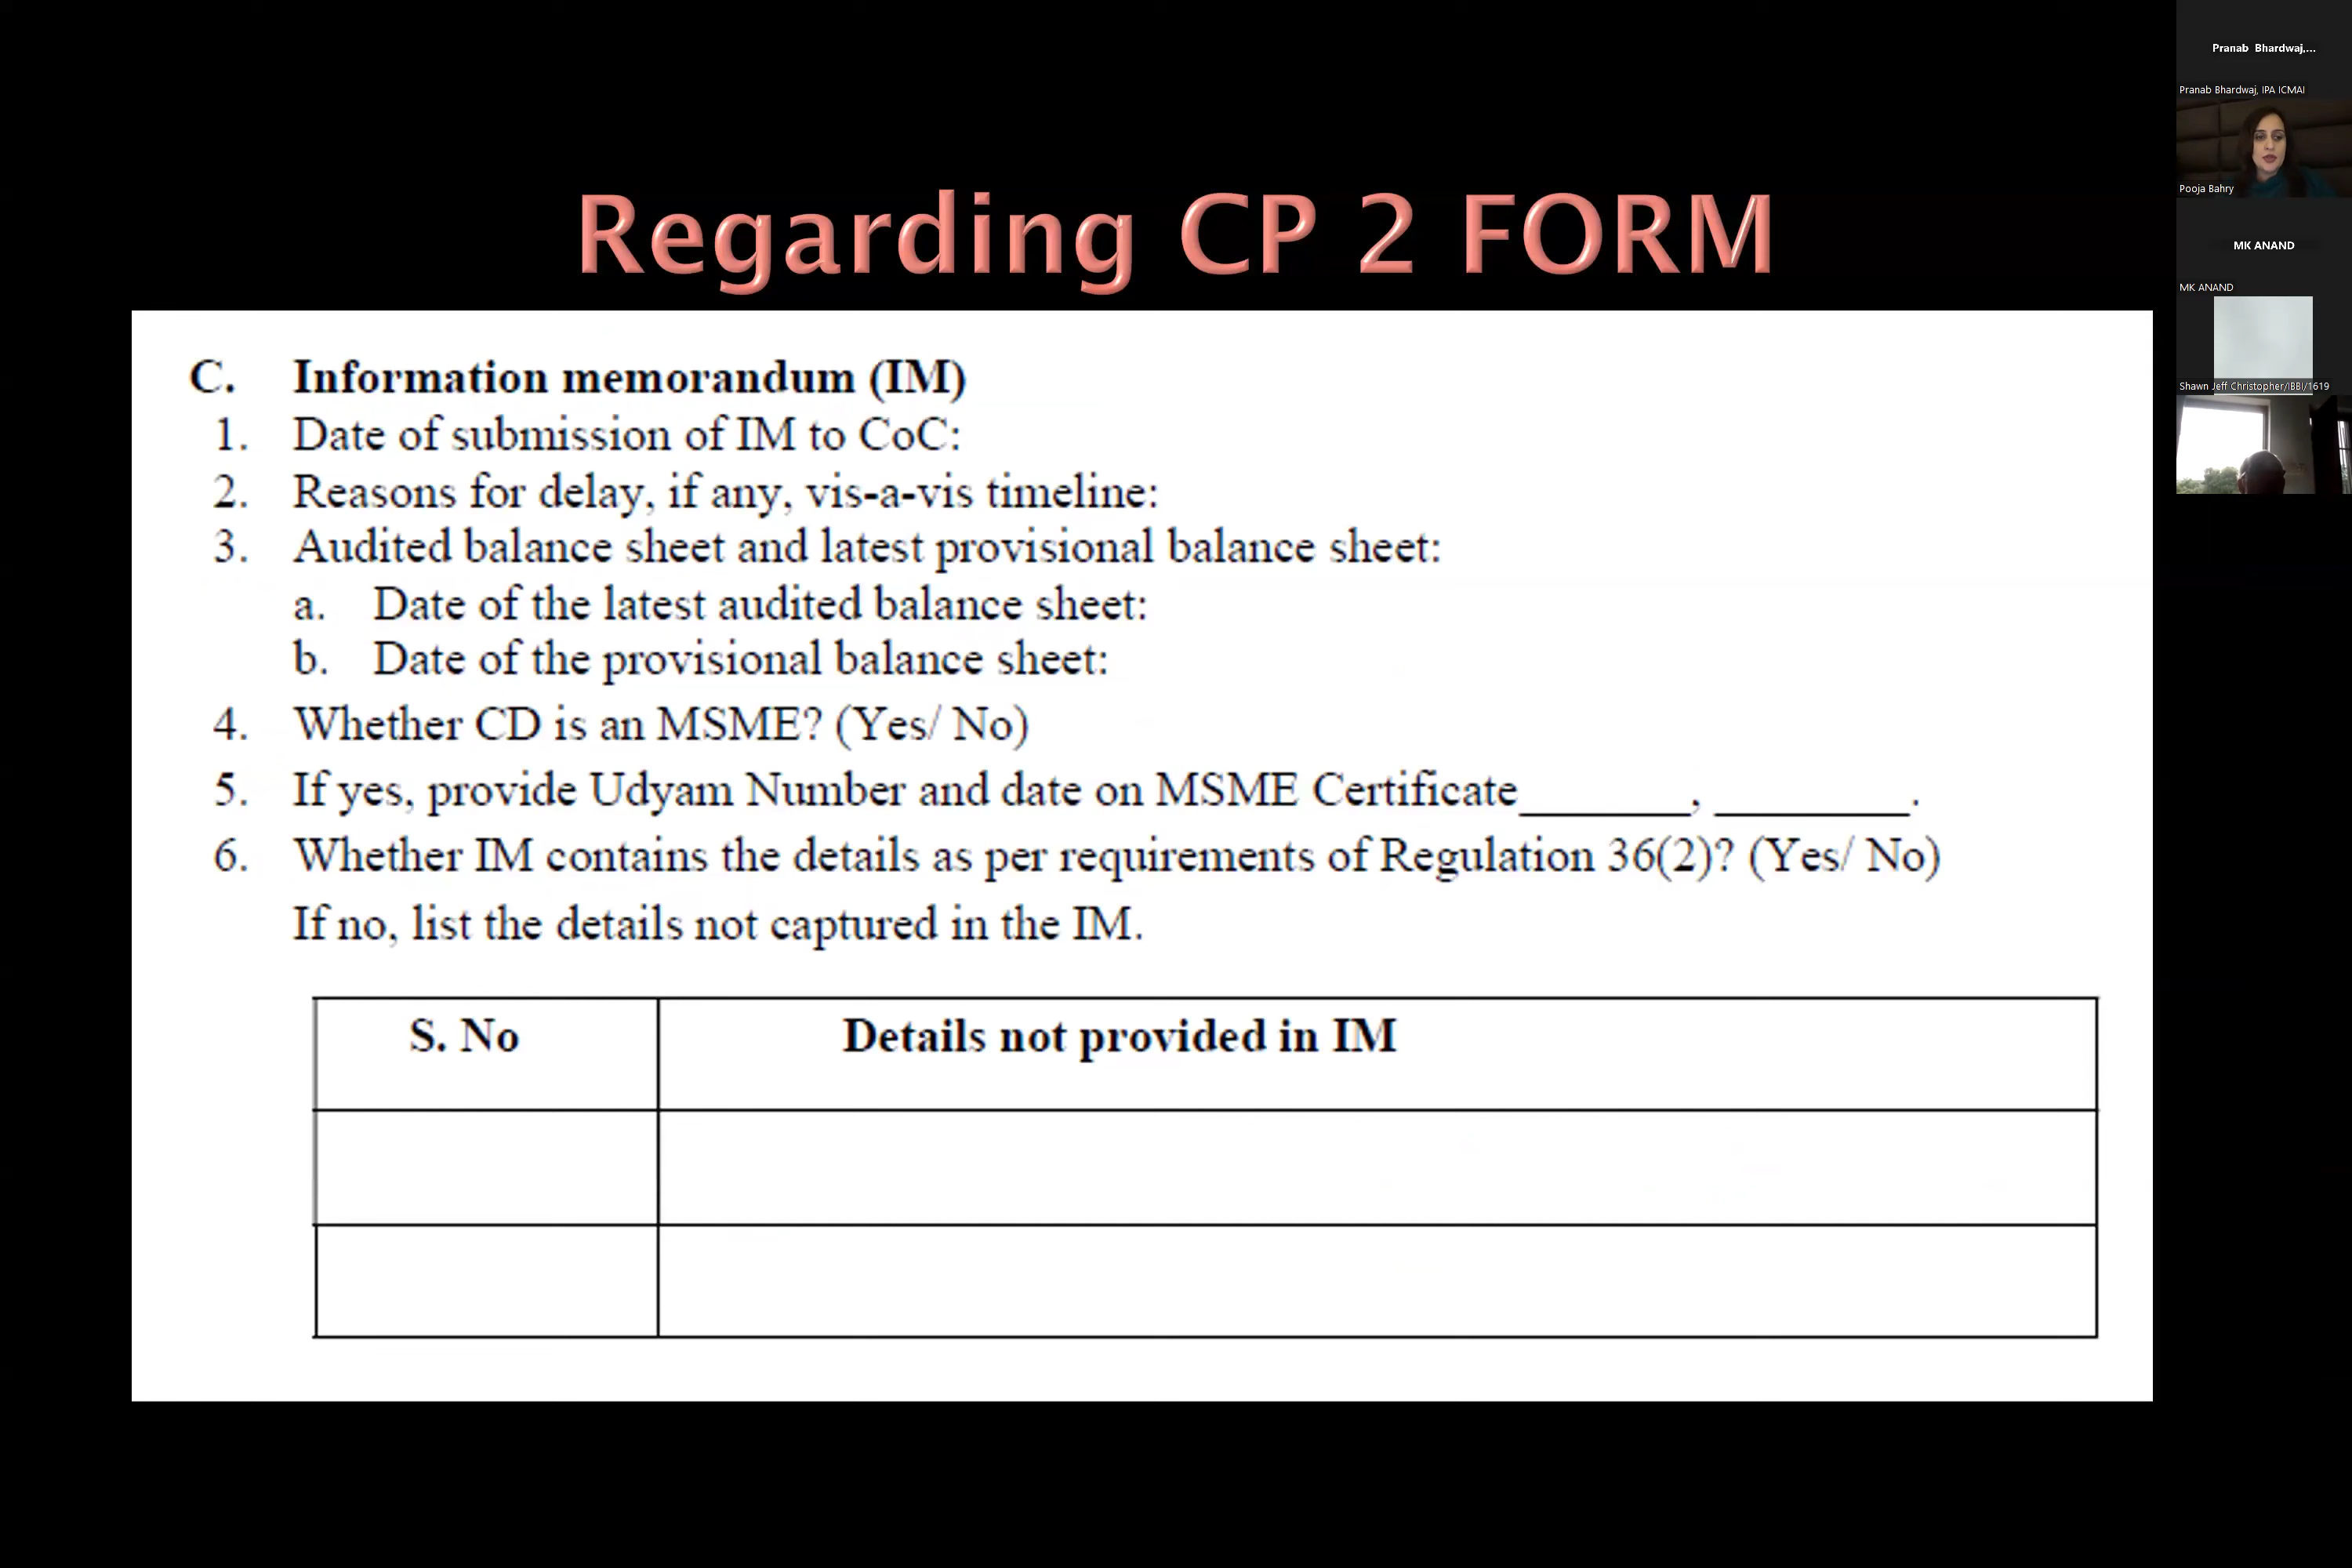 Regarding CP 2 FORM
C. Information memorandum (IM)
1. Date of submission of IM to CoC:
2. Reasons for delay, if any, vis-a-vis timeline:
3. Audited balance sheet and latest provisional balance sheet:
a. Date of the latest audited balance sheet:
b. Date of the provisional balance sheet:
4. Whether CD is an MSME? (Yes/ No)
5. If yes, provide Udyam Number and date on MSME Certificate_______, ________.
6. Whether IM contains the details as per requirements of Regulation 36(2)? (Yes/ No)
If no, list the details not captured in the IM.
S. No Details not provided in IM
Pranab Bhardwaj,...
Pranab Bhardwaj, IPA ICMAI
Pooja Bahry
MK ANAND
MK ANAND
Shawn Jeff Christopher/IBBI/1619